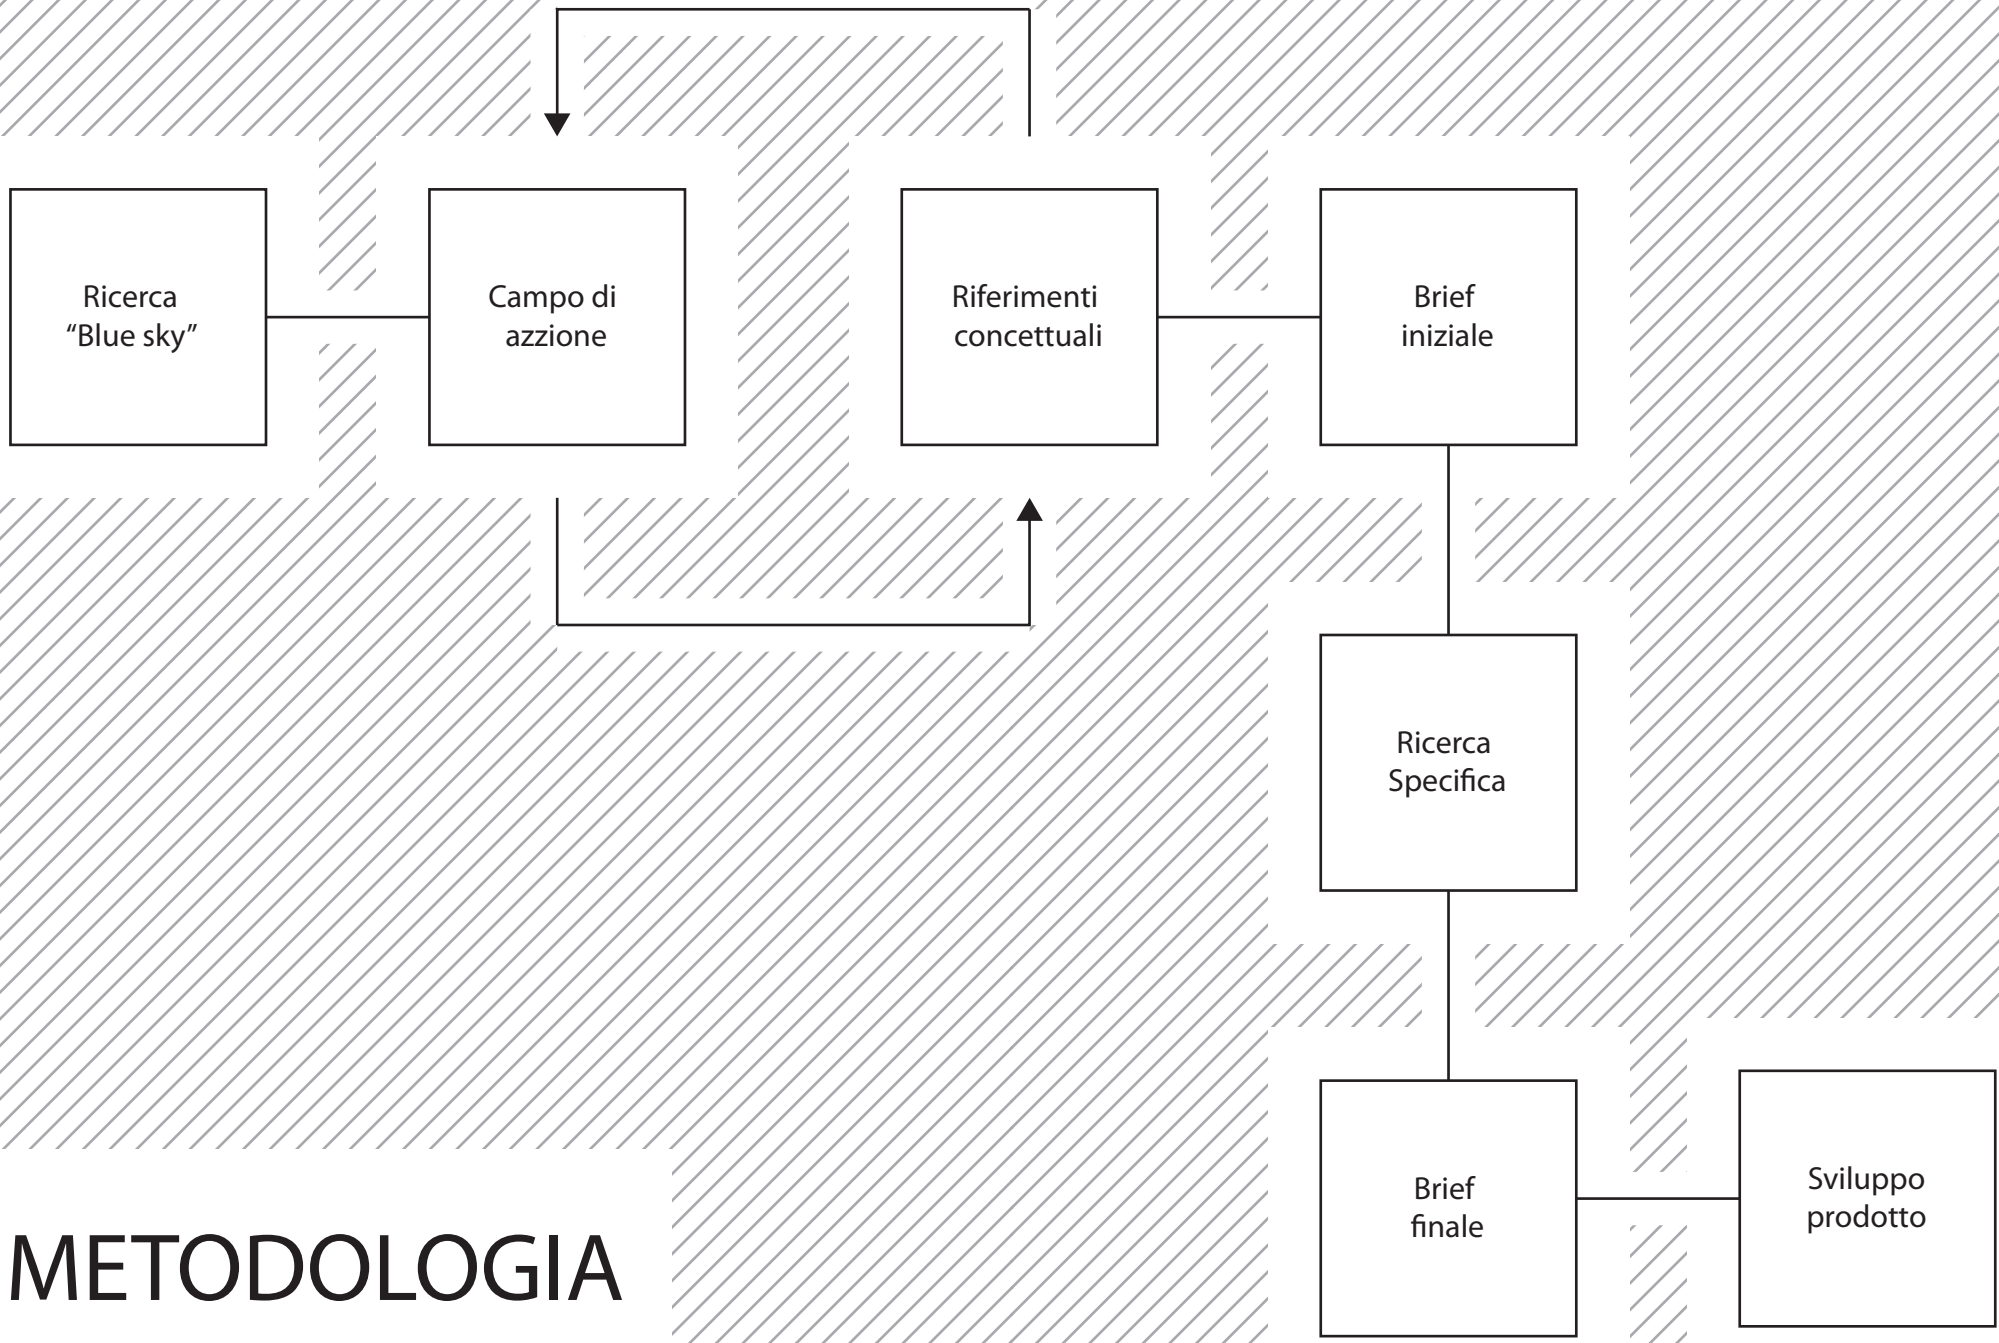 Ricerca
“Blue sky”
Campo di
azzione
Riferimenti
concettuali
Brief
iniziale
Ricerca
Specifica
Brief
finale
Sviluppo
prodotto
METODOLOGIA